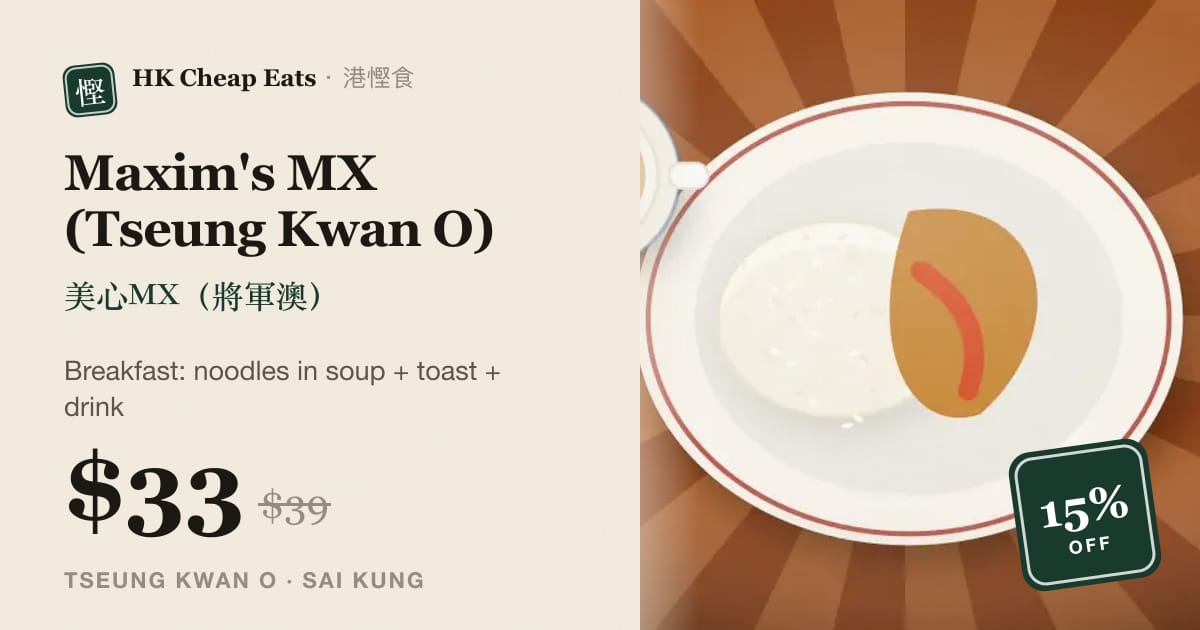 慳
HK Cheap Eats · 港慳食
Maxim's MX
(Tseung Kwan O)
美心MX（將軍澳）
Breakfast: noodles in soup + toast +
drink
$33 $39
TSEUNG KWAN O · SAI KUNG
15%
OFF